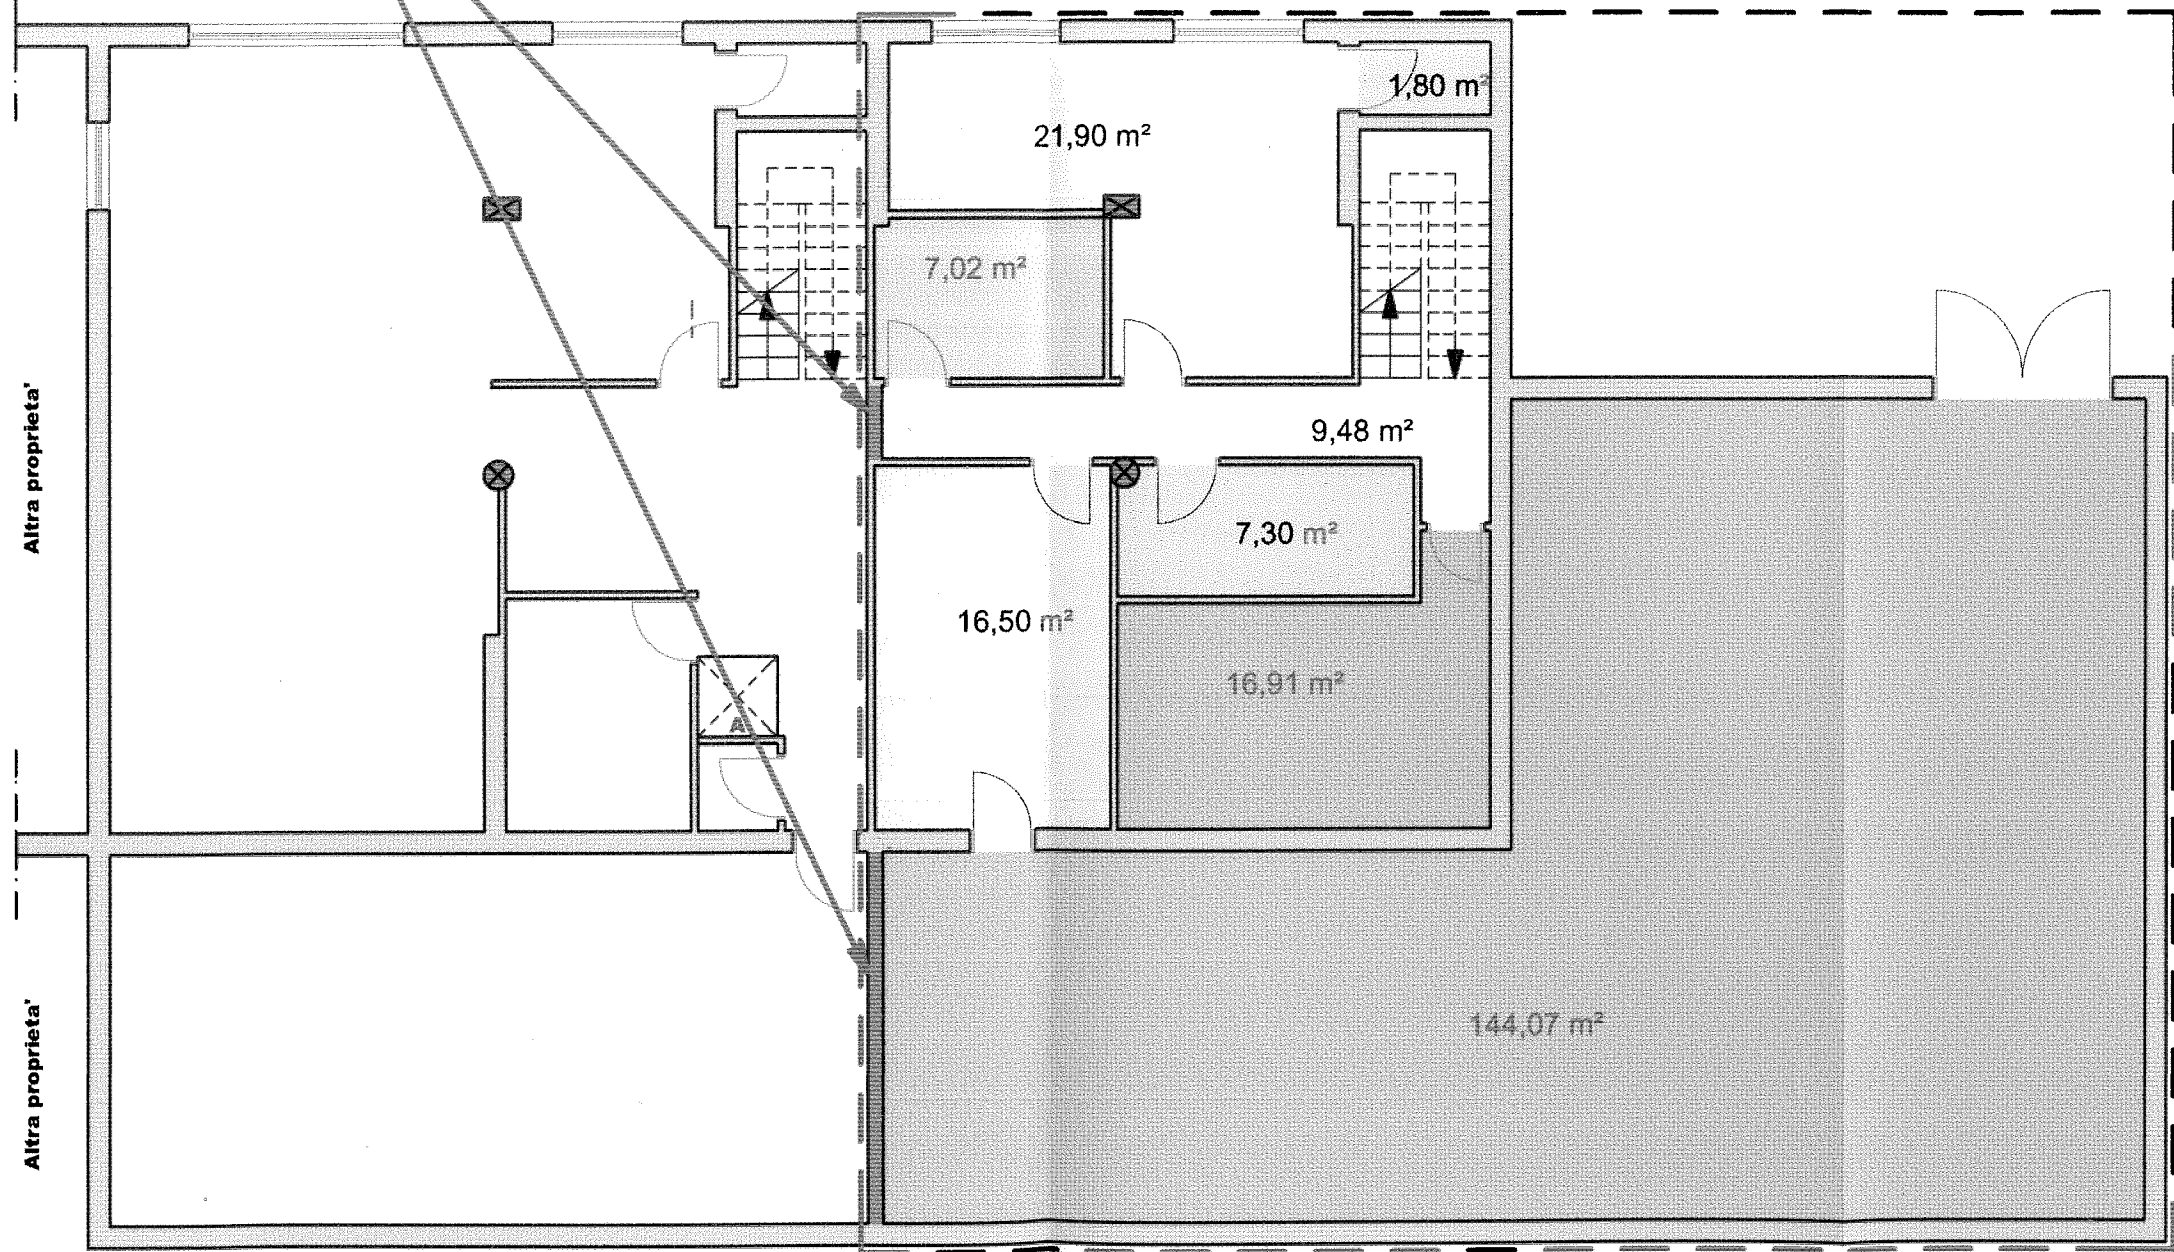 1,80 m²
21,90 m²
7,02 m²
9,48 m²
Altra proprieta'
7,30 m²
16,50 m²
16,91 m²
A
144,07 m²
Altra proprieta'